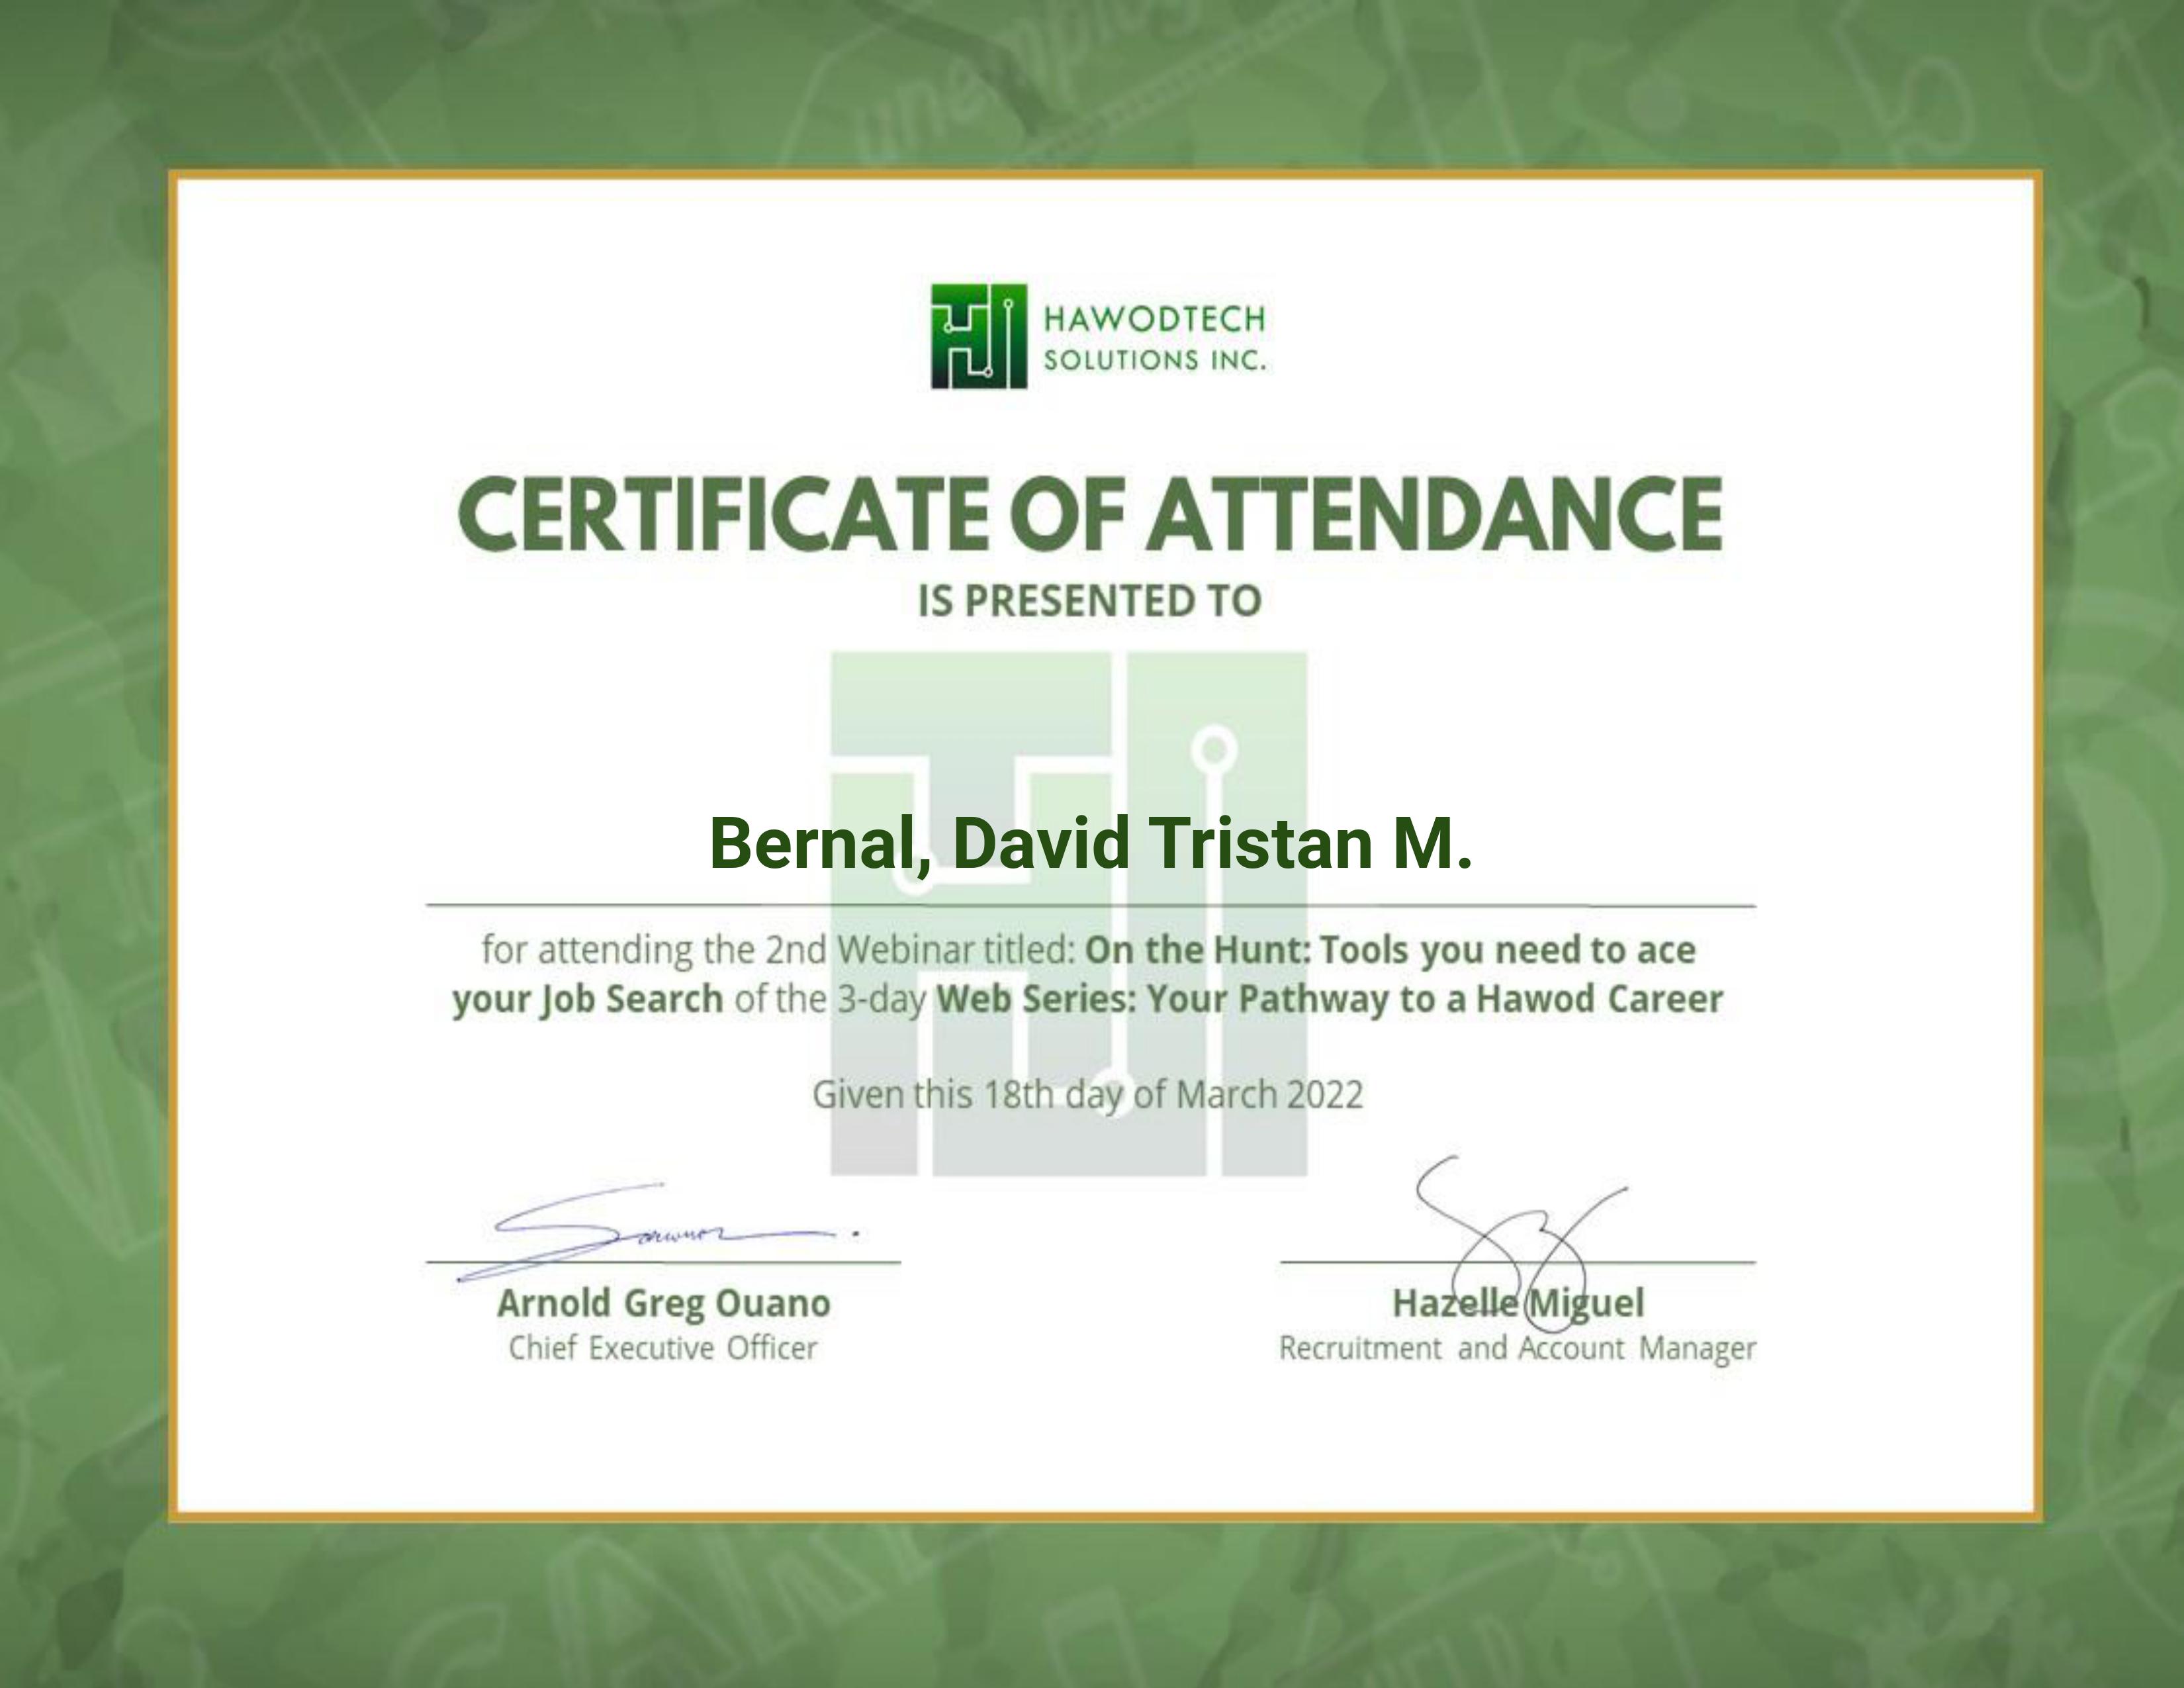 unemploy
HAWODTECH
SOLUTIONS INC.
CERTIFICATE OF ATTENDANCE
IS PRESENTED TO
Bernal, David Tristan M.
for attending the 2nd Webinar titled: On the Hunt: Tools you need to ace
your Job Search of the 3-day Web Series: Your Pathway to a Hawod Career
Given this 18th day of March 2022
Arnold Greg Ouano
Chief Executive Officer
Hazelle Miguel
Recruitment and Account Manager